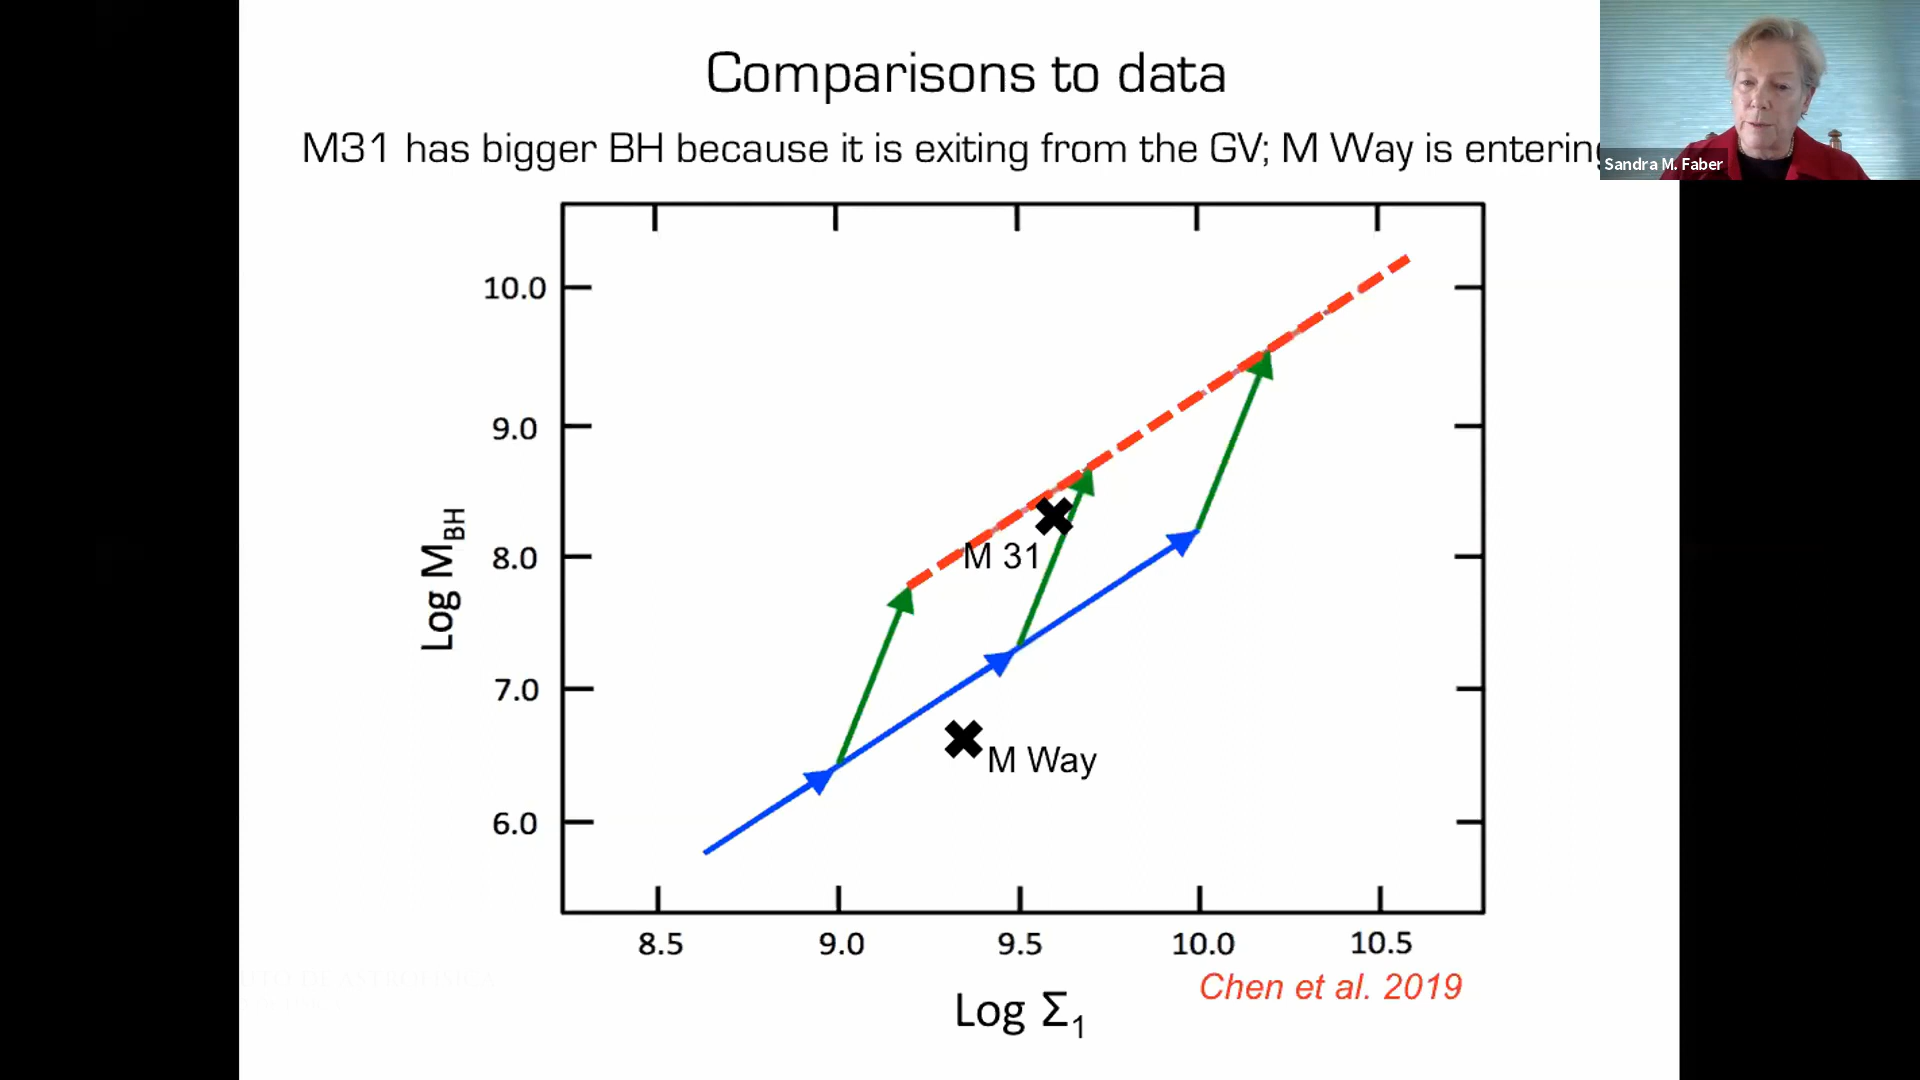 Comparisons to data
M31 has bigger BH because it is exiting from the GV; M Way is entering
Sandra M. Faber
10.0
9.0
8.0
7.0
6.0
Log M_BH
M 31
M Way
8.5 9.0 9.5 10.0 10.5
Chen et al. 2019
Log Σ₁